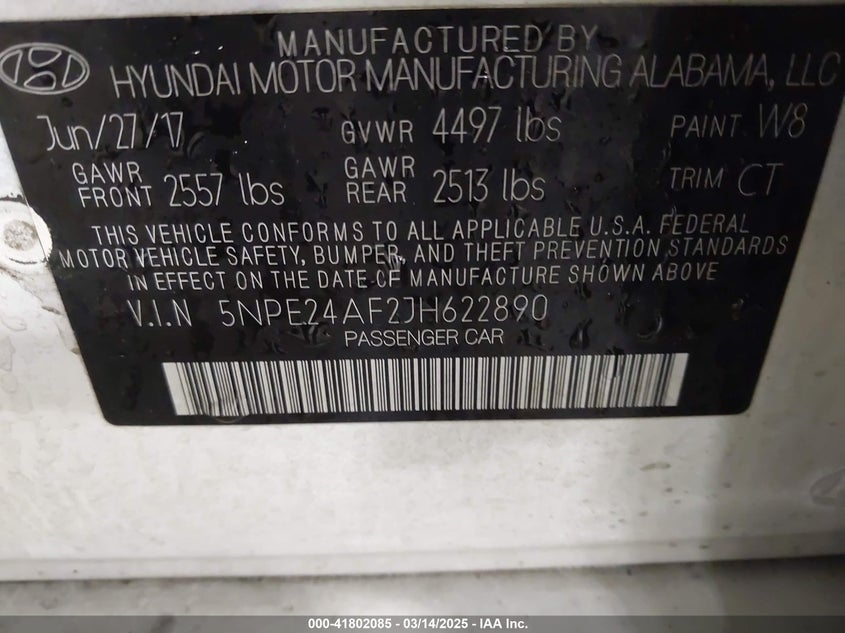 MANUFACTURED BY
HYUNDAI MOTOR MANUFACTURING ALABAMA, LLC
Jun/27/17 GVWR 4497 lbs PAINT W8
GAWR FRONT 2557 lbs GAWR REAR 2513 lbs TRIM CT
THIS VEHICLE CONFORMS TO ALL APPLICABLE U.S.A. FEDERAL
MOTOR VEHICLE SAFETY, BUMPER, AND THEFT PREVENTION STANDARDS
IN EFFECT ON THE DATE OF MANUFACTURE SHOWN ABOVE
V.I.N 5NPE24AF2JH622890
PASSENGER CAR
000-41802085 - 03/14/2025 - IAA Inc.